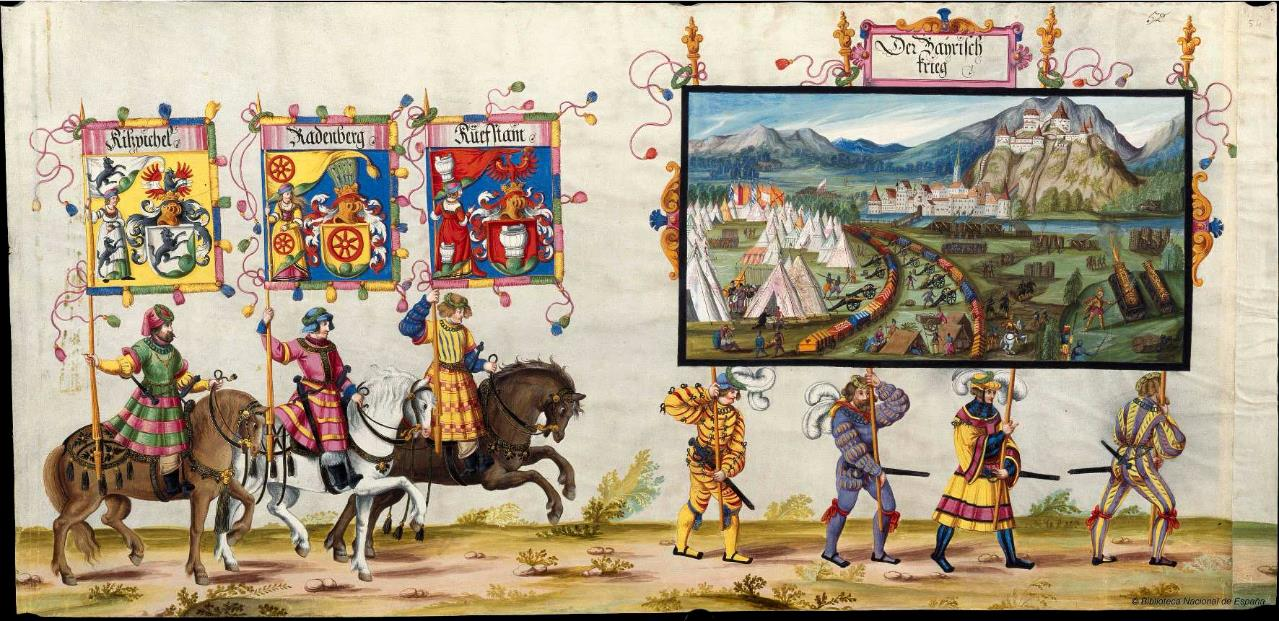 Kitzpichel
Radenberg
Kuefstain
Der Bayrisch
krieg
© Biblioteca Nacional de España